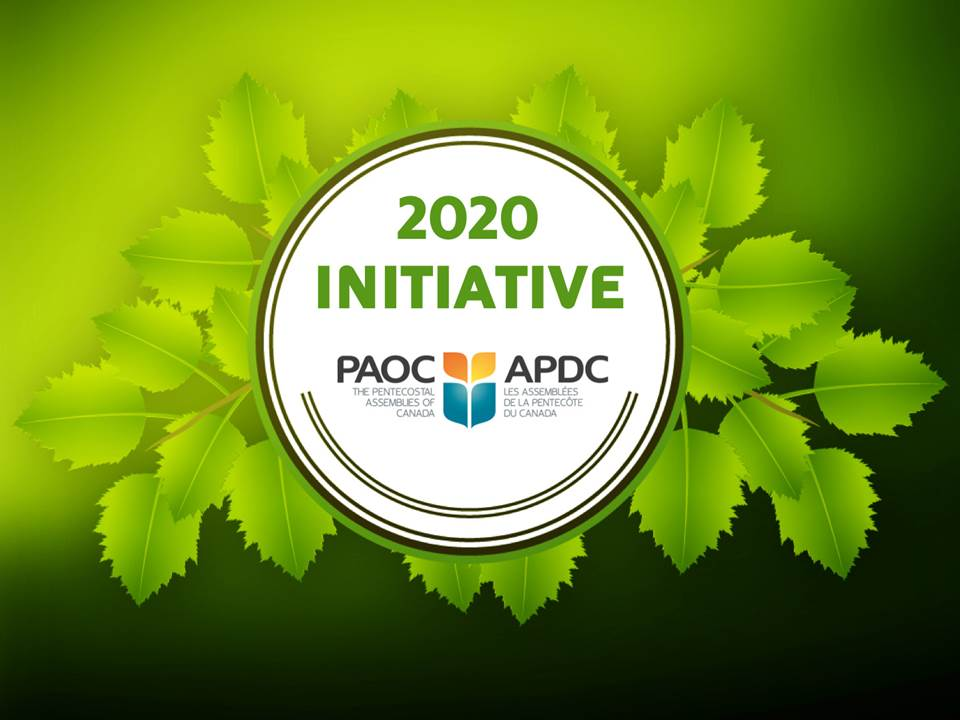 2020
INITIATIVE
PAOC
THE PENTECOSTAL
ASSEMBLIES OF
CANADA
APDC
LES ASSEMBLÉES
DE LA PENTECÔTE
DU CANADA